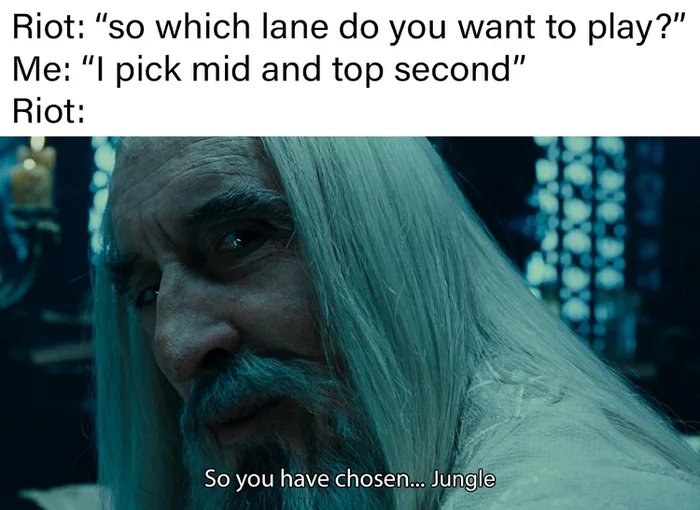 Riot: “so which lane do you want to play?”
Me: “I pick mid and top second”
Riot:
So you have chosen... Jungle